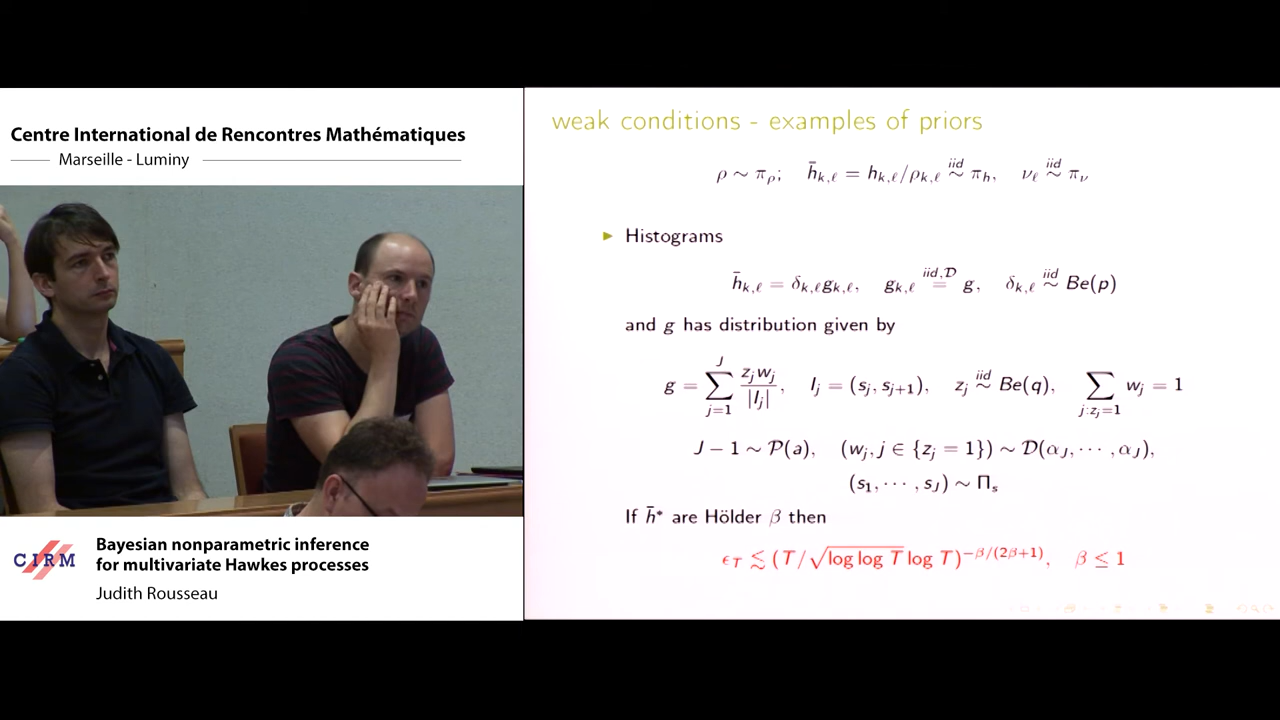 Centre International de Rencontres Mathématiques
Marseille - Luminy
CIRM
Bayesian nonparametric inference
for multivariate Hawkes processes
Judith Rousseau
weak conditions - examples of priors
ρ ∼ π_ρ; h̄_{k,ℓ} = h_{k,ℓ}/ρ_{k,ℓ} ∼^{iid} π_h, ν_ℓ ∼^{iid} π_ν
▶ Histograms
h̄_{k,ℓ} = δ_{k,ℓ}g_{k,ℓ}, g_{k,ℓ} =^{iid,𝒟} g, δ_{k,ℓ} ∼^{iid} Be(p)
and g has distribution given by
g = ∑_{j=1}^{J} z_j w_j / |I_j|, I_j = (s_j, s_{j+1}), z_j ∼^{iid} Be(q), ∑_{j:z_j=1} w_j = 1
J − 1 ∼ 𝒫(a), (w_j, j ∈ {z_j = 1}) ∼ 𝒟(α_J, ⋯, α_J),
(s_1, ⋯, s_J) ∼ Π_s
If h̄* are Hölder β then
ϵ_T ≲ (T/√(log log T) log T)^{−β/(2β+1)}, β ≤ 1